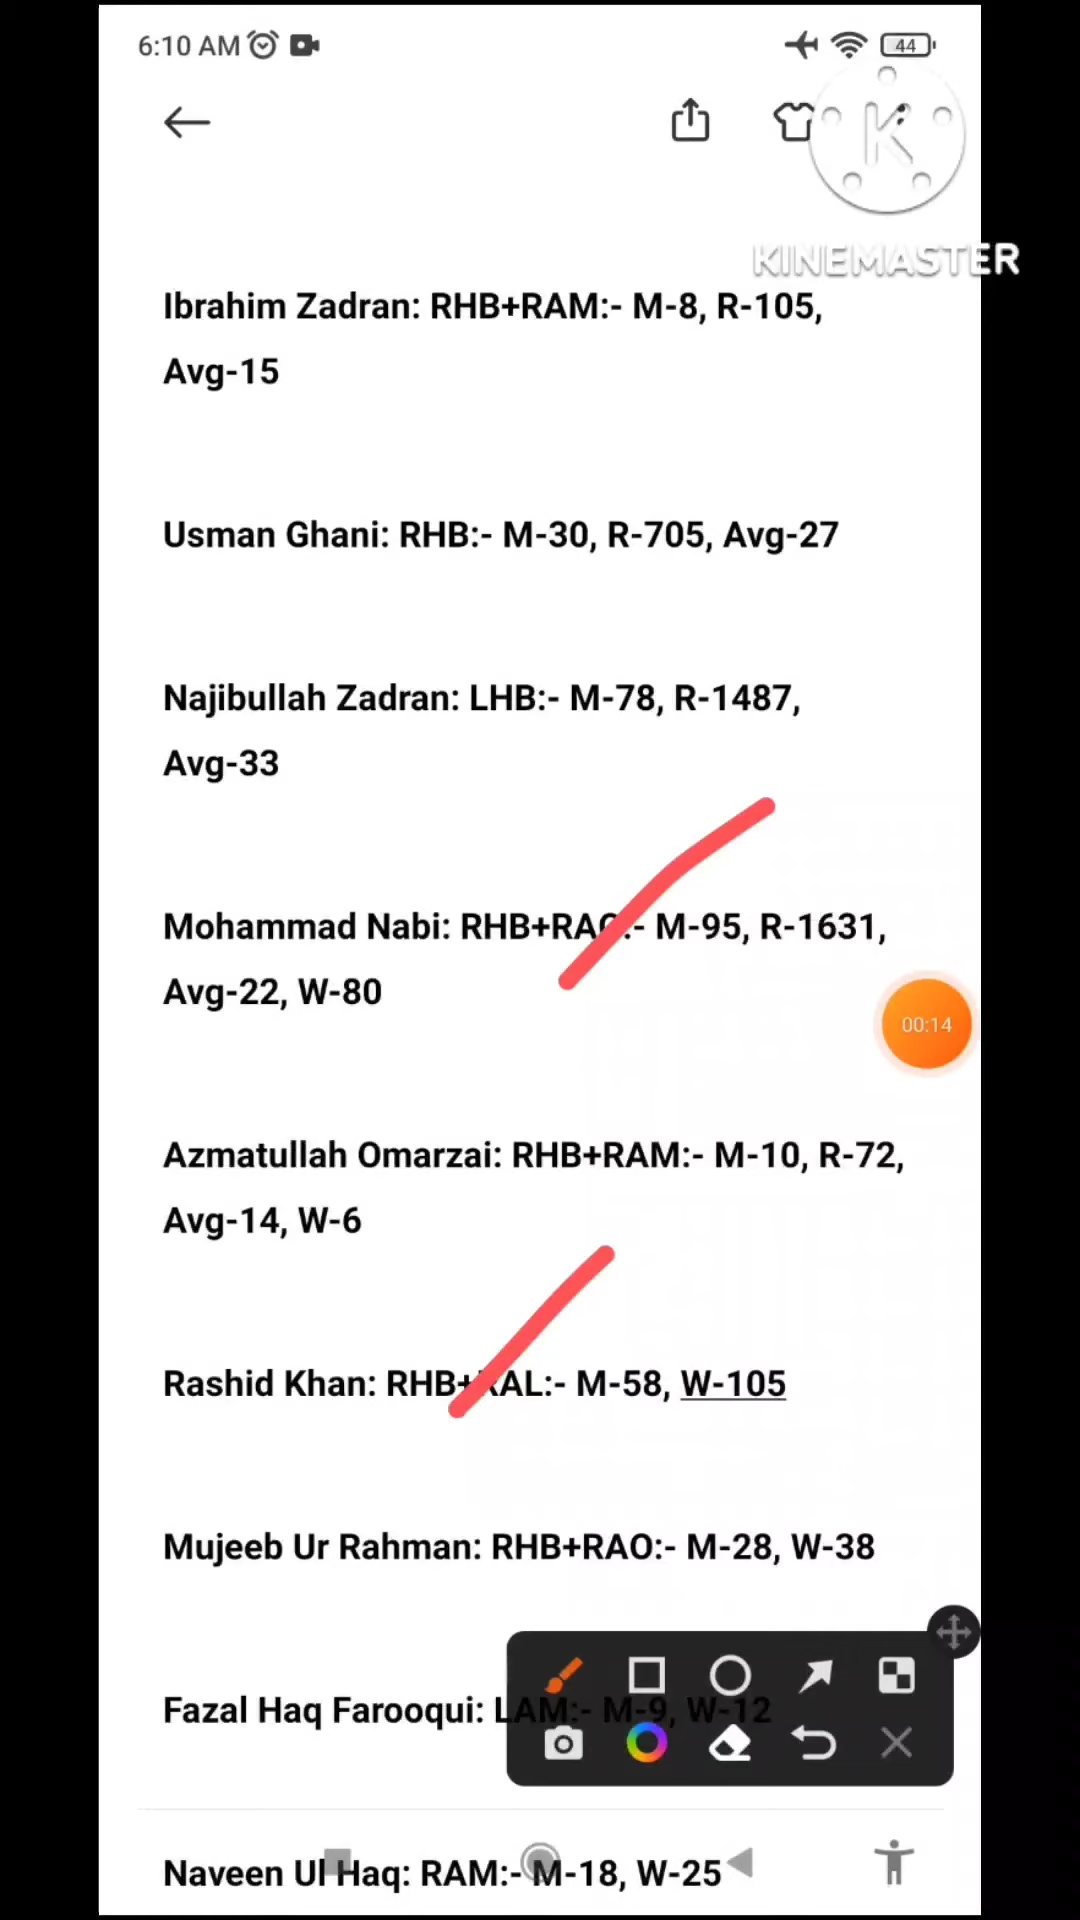 6:10 AM
44
K
KINEMASTER
Ibrahim Zadran: RHB+RAM:- M-8, R-105,
Avg-15
Usman Ghani: RHB:- M-30, R-705, Avg-27
Najibullah Zadran: LHB:- M-78, R-1487,
Avg-33
Mohammad Nabi: RHB+RAO:- M-95, R-1631,
Avg-22, W-80
00:14
Azmatullah Omarzai: RHB+RAM:- M-10, R-72,
Avg-14, W-6
Rashid Khan: RHB+RAL:- M-58, W-105
Mujeeb Ur Rahman: RHB+RAO:- M-28, W-38
Fazal Haq Farooqui: LAM:- M-9, W-12
Naveen Ul Haq: RAM:- M-18, W-25